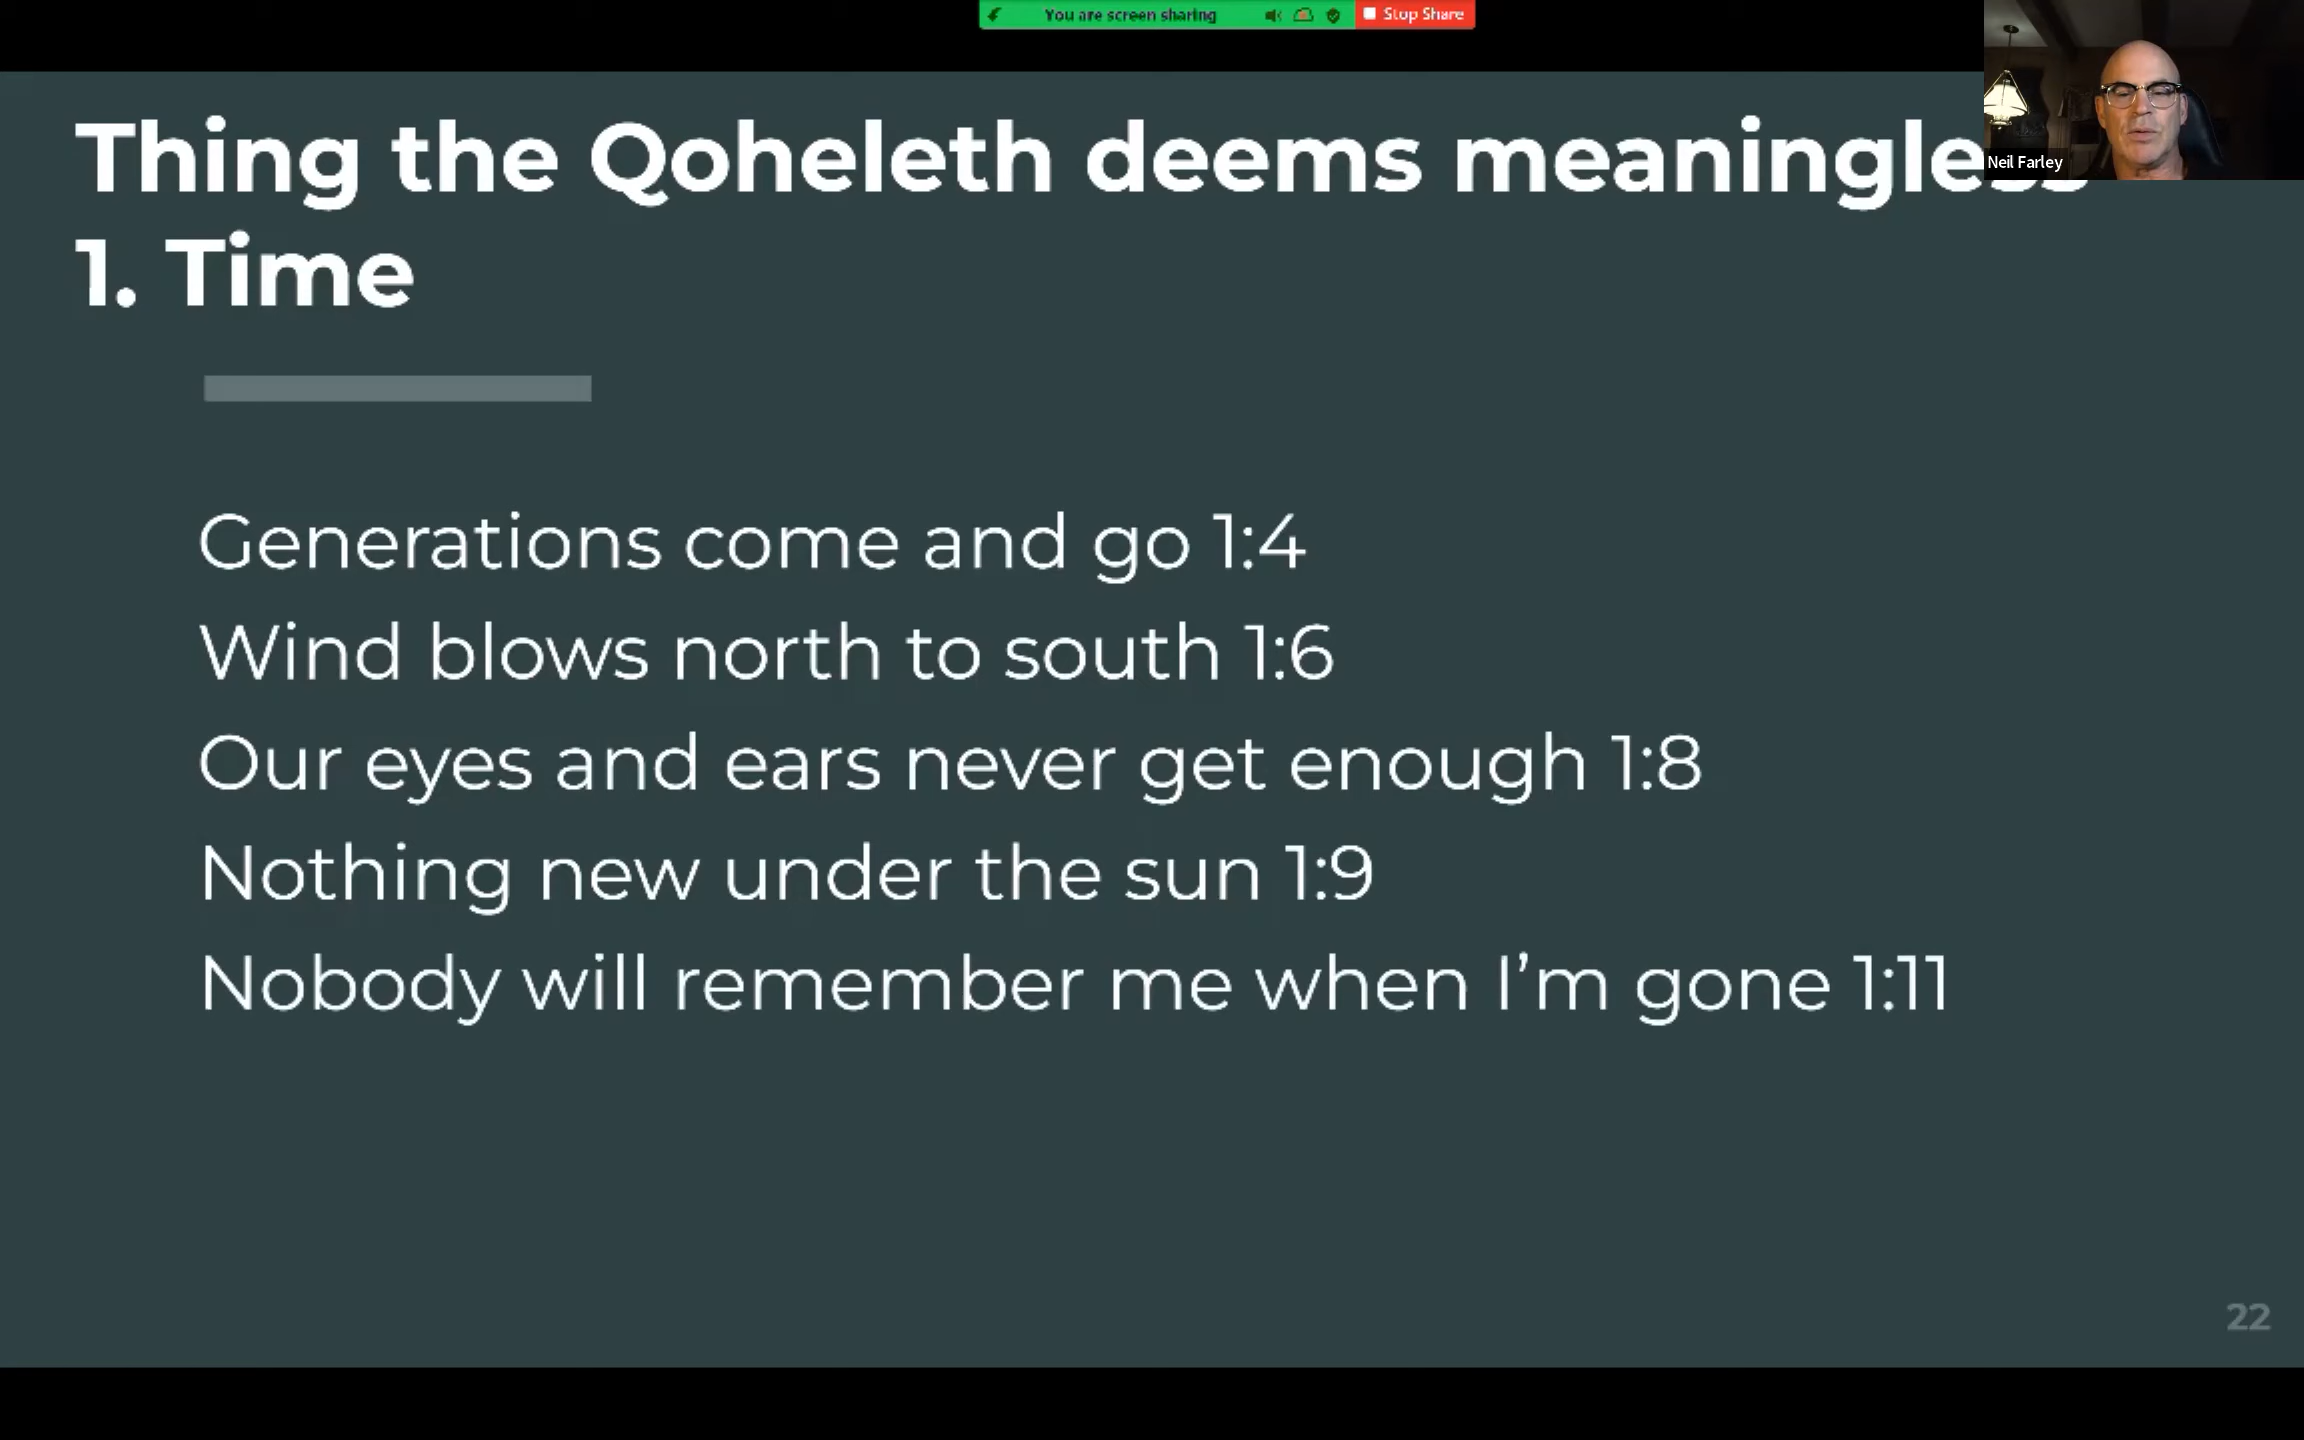 You are screen sharing
Stop Share
Neil Farley
Thing the Qoheleth deems meaningless
1. Time
Generations come and go 1:4
Wind blows north to south 1:6
Our eyes and ears never get enough 1:8
Nothing new under the sun 1:9
Nobody will remember me when I'm gone 1:11
22